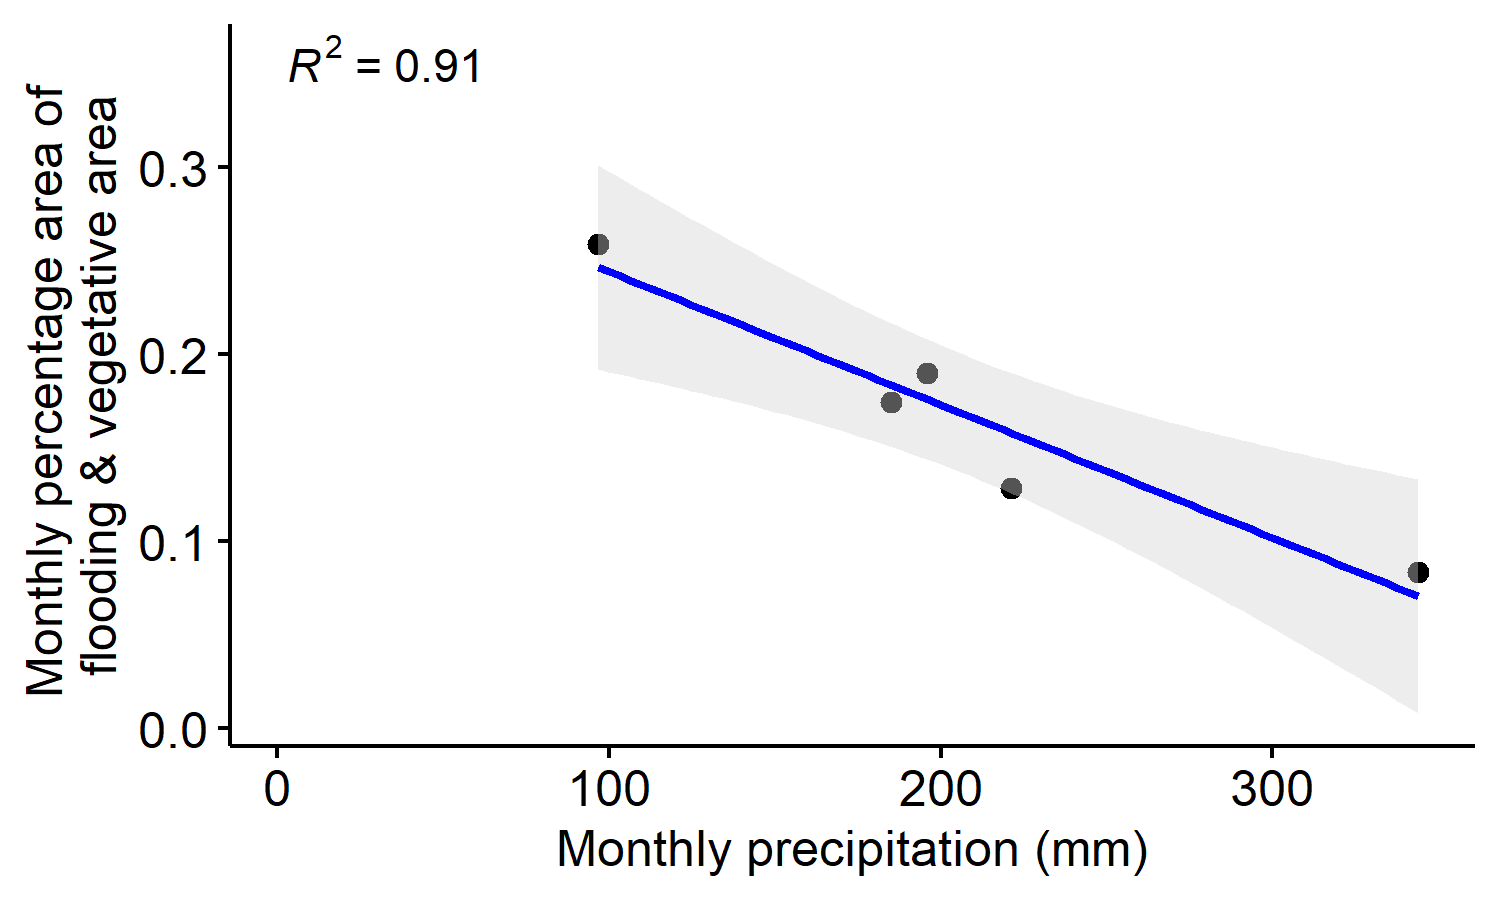 R² = 0.91
Monthly percentage area of
flooding & vegetative area
0.3
0.2
0.1
0.0
0 100 200 300
Monthly precipitation (mm)